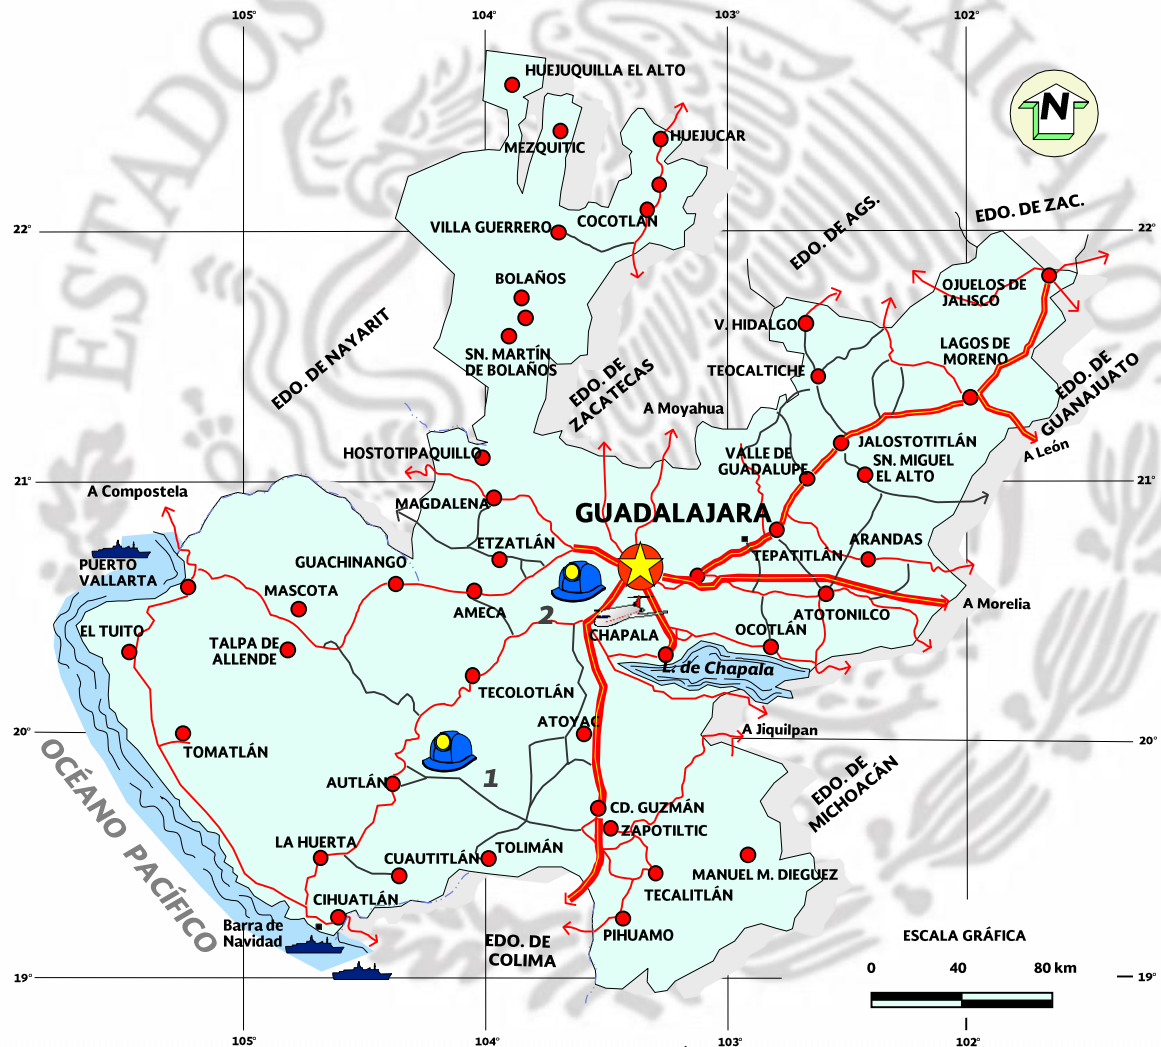 105°
104°
103°
102°
ESTADOS
MEXICANOS
N
HUEJUQUILLA EL ALTO
MEZQUITIC
HUEJUCAR
EDO. DE ZAC.
EDO. DE AGS.
22°
22°
VILLA GUERRERO
COCOTLÁN
BOLAÑOS
SN. MARTÍN
DE BOLAÑOS
OJUELOS DE
JALISCO
V. HIDALGO
LAGOS DE
MORENO
EDO. DE NAYARIT
EDO. DE
ZACATECAS
TEOCALTICHE
EDO. DE
GUANAJUATO
A Moyahua
A León
HOSTOTIPAQUILLO
VALLE DE
GUADALUPE
JALOSTOTITLÁN
SN. MIGUEL
EL ALTO
21°
21°
A Compostela
MAGDALENA
GUADALAJARA
ETZATLÁN
TEPATITLÁN
ARANDAS
PUERTO
VALLARTA
GUACHINANGO
MASCOTA
AMECA
2
ATOTONILCO
A Morelia
EL TUITO
TALPA DE
ALLENDE
CHAPALA
OCOTLÁN
L. de Chapala
TECOLOTLÁN
ATOYAC
A Jiquilpan
20°
20°
TOMATLÁN
OCÉANO PACÍFICO
1
AUTLÁN
EDO. DE
MICHOACÁN
CD. GUZMÁN
ZAPOTILTIC
LA HUERTA
CUAUTITLÁN
TOLIMÁN
MANUEL M. DIEGUEZ
TECALITLÁN
CIHUATLÁN
Barra de
Navidad
PIHUAMO
EDO. DE
COLIMA
ESCALA GRÁFICA
0 40 80 km
19°
19°
105°
104°
103°
102°